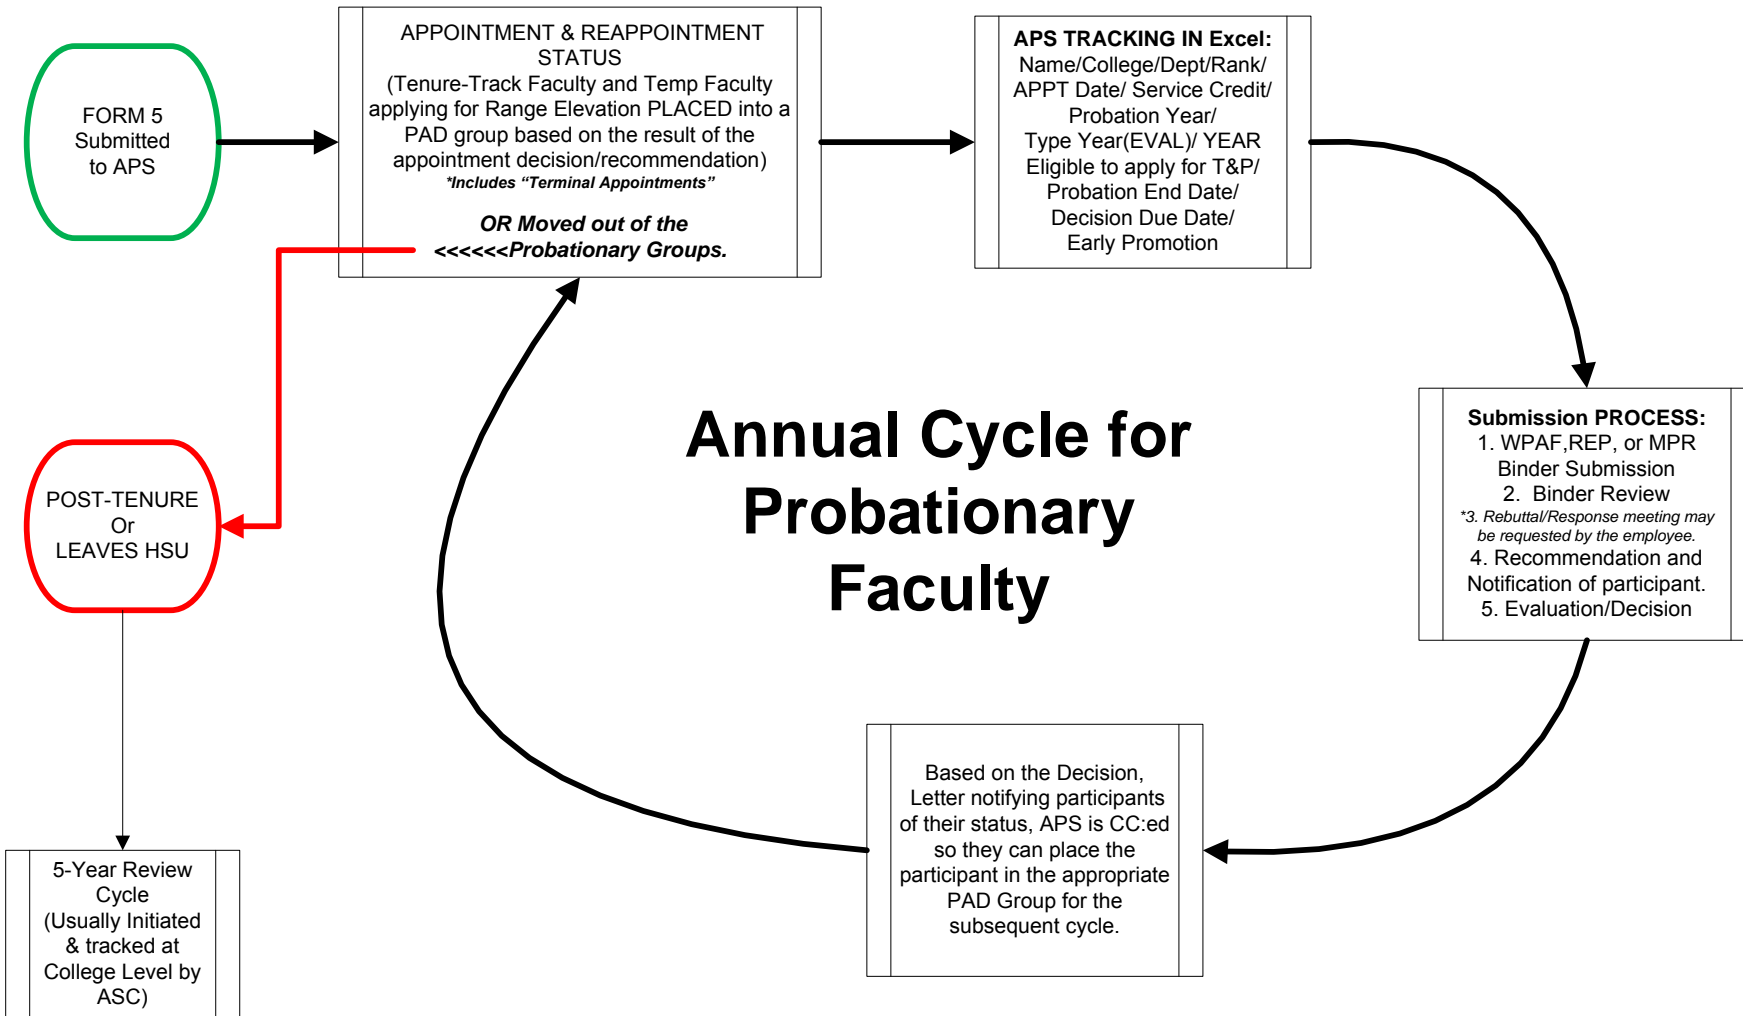 FORM 5
Submitted
to APS
APPOINTMENT & REAPPOINTMENT
STATUS
(Tenure-Track Faculty and Temp Faculty
applying for Range Elevation PLACED into a
PAD group based on the result of the
appointment decision/recommendation)
*Includes “Terminal Appointments”
OR Moved out of the
<<<<<<Probationary Groups.
APS TRACKING IN Excel:
Name/College/Dept/Rank/
APPT Date/ Service Credit/
Probation Year/
Type Year(EVAL)/ YEAR
Eligible to apply for T&P/
Probation End Date/
Decision Due Date/
Early Promotion
Submission PROCESS:
1. WPAF,REP, or MPR
Binder Submission
2. Binder Review
*3. Rebuttal/Response meeting may
be requested by the employee.
4. Recommendation and
Notification of participant.
5. Evaluation/Decision
Annual Cycle for
Probationary
Faculty
POST-TENURE
Or
LEAVES HSU
Based on the Decision,
Letter notifying participants
of their status, APS is CC:ed
so they can place the
participant in the appropriate
PAD Group for the
subsequent cycle.
5-Year Review
Cycle
(Usually Initiated
& tracked at
College Level by
ASC)